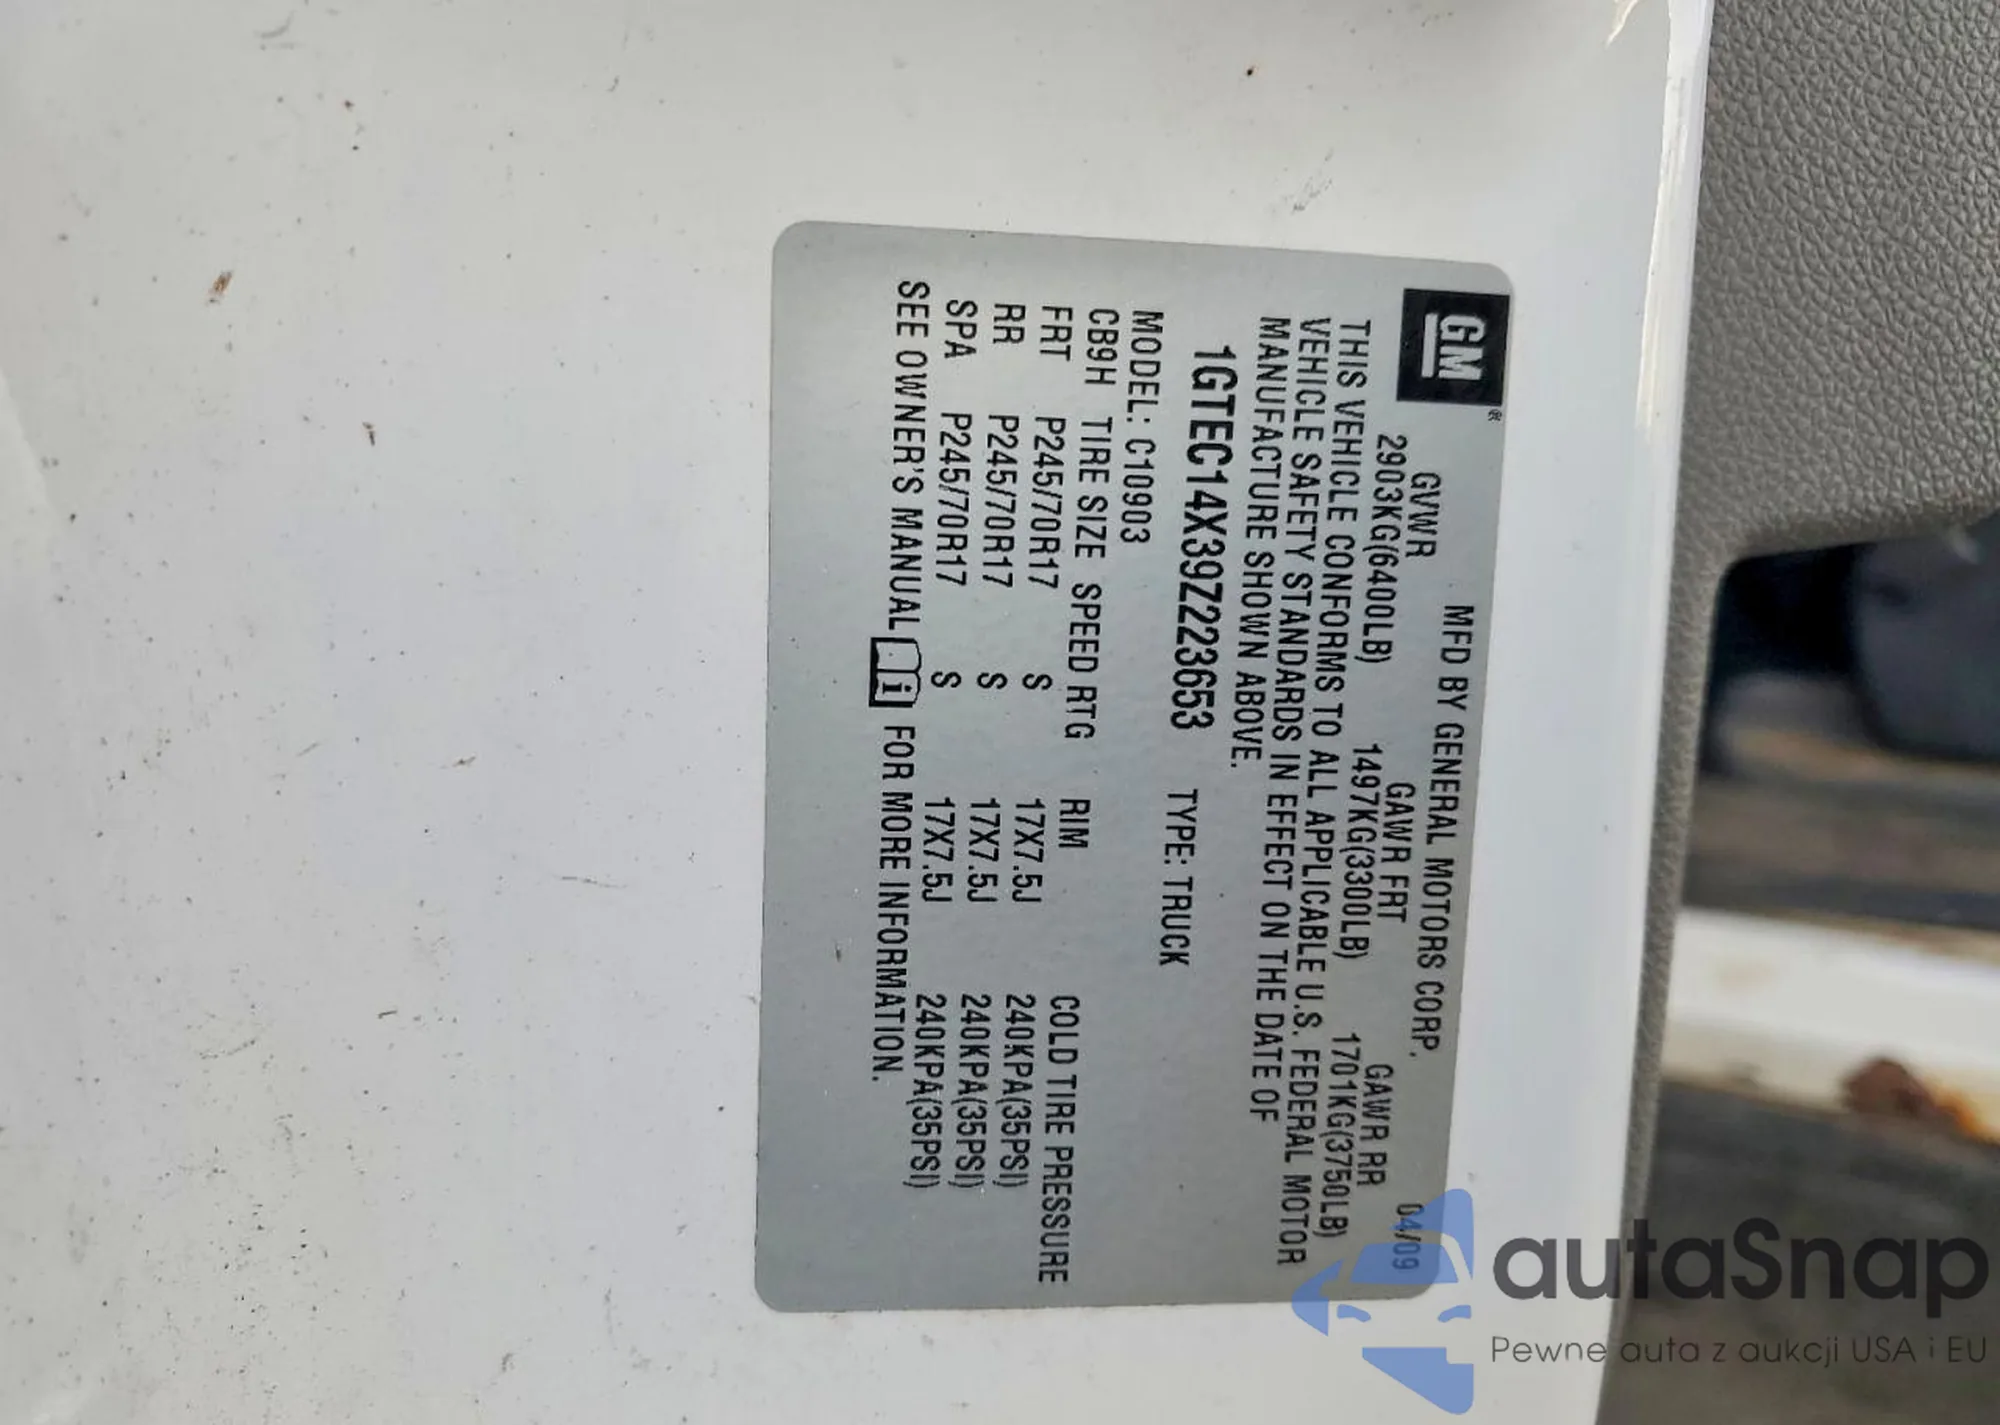 GM®
MFD BY GENERAL MOTORS CORP.
04/09
GVWR GAWR FRT GAWR RR
2903KG(6400LB) 1497KG(3300LB) 1701KG(3750LB)
THIS VEHICLE CONFORMS TO ALL APPLICABLE U.S. FEDERAL MOTOR
VEHICLE SAFETY STANDARDS IN EFFECT ON THE DATE OF
MANUFACTURE SHOWN ABOVE.
1GTEC14X39Z223653 TYPE: TRUCK
MODEL: C10903
CB9H TIRE SIZE SPEED RTG RIM COLD TIRE PRESSURE
FRT P245/70R17 S 17X7.5J 240KPA(35PSI)
RR P245/70R17 S 17X7.5J 240KPA(35PSI)
SPA P245/70R17 S 17X7.5J 240KPA(35PSI)
SEE OWNER'S MANUAL i FOR MORE INFORMATION.
autaSnap
Pewne auta z aukcji USA i EU